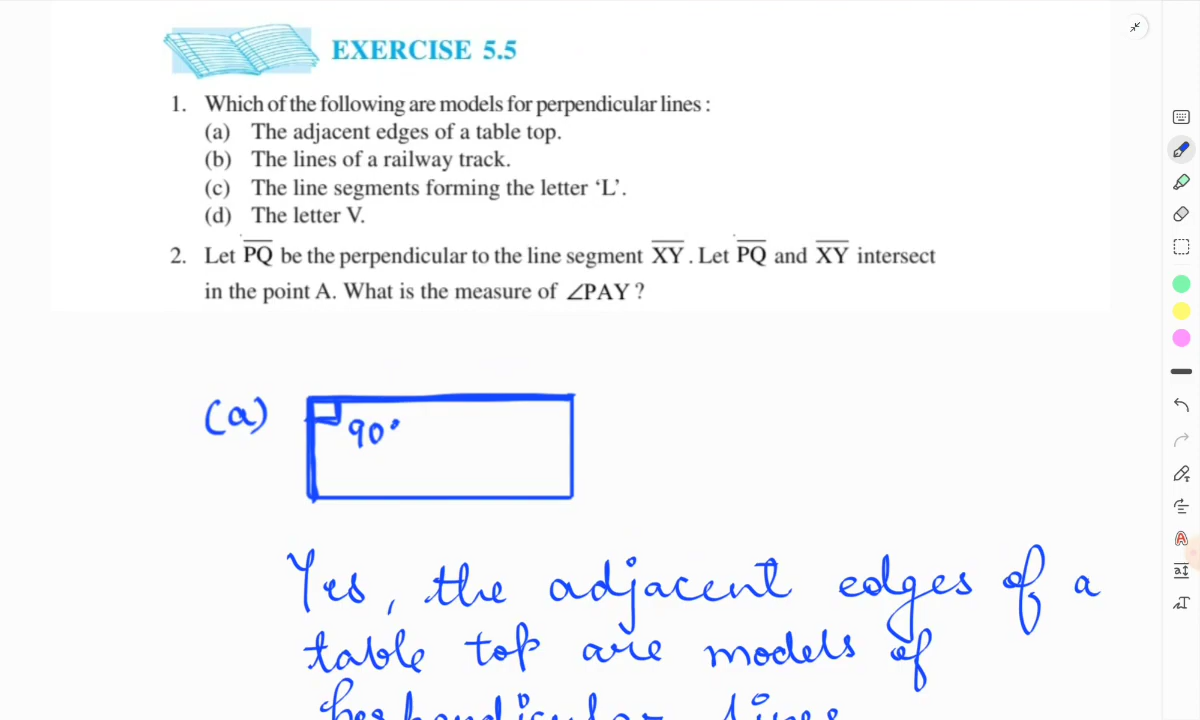 EXERCISE 5.5
1. Which of the following are models for perpendicular lines :
(a) The adjacent edges of a table top.
(b) The lines of a railway track.
(c) The line segments forming the letter ‘L’.
(d) The letter V.
2. Let PQ be the perpendicular to the line segment XY . Let PQ and XY intersect
in the point A. What is the measure of ∠PAY ?
(a)
90°
Yes, the adjacent edges of a
table top are models of
perpendicular lines